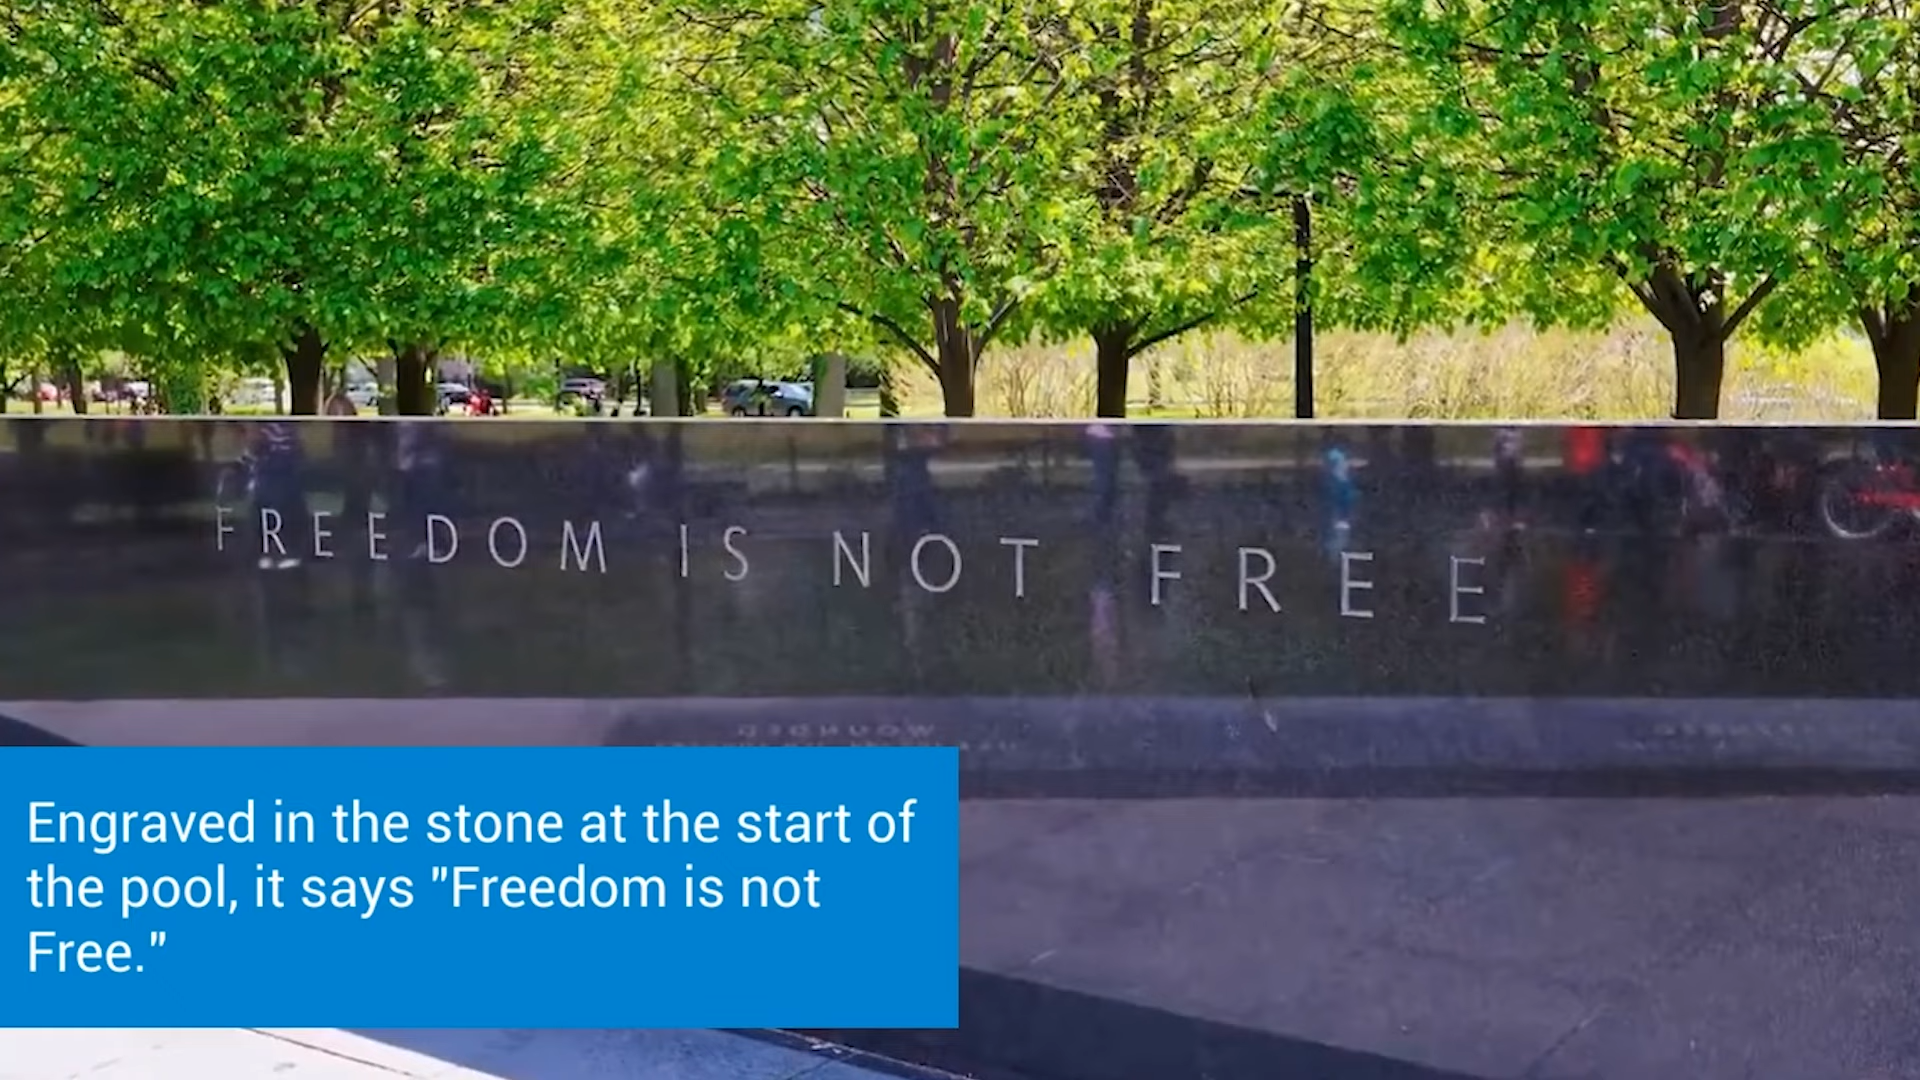 FREEDOM IS NOT FREE
Engraved in the stone at the start of
the pool, it says "Freedom is not
Free."